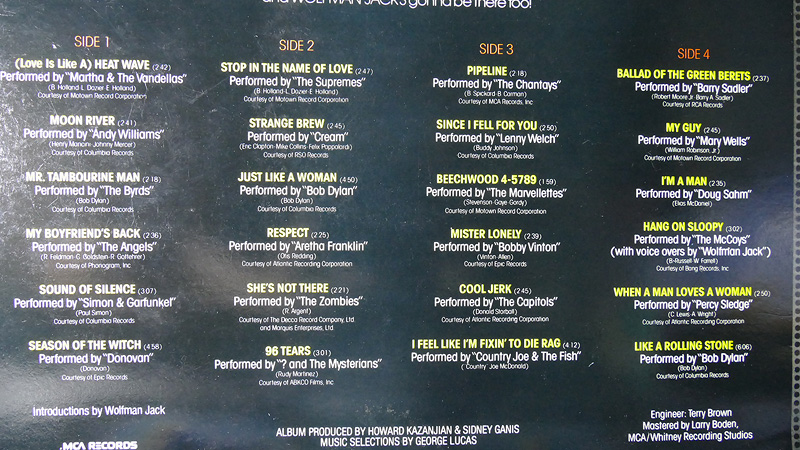 and WOLFMAN JACK'S gonna be there too!
SIDE 1
(Love Is Like A) HEAT WAVE (2:42)
Performed by "Martha & The Vandellas"
(B. Holland-L. Dozier-E. Holland)
Courtesy of Motown Record Corporation
MOON RIVER (2:41)
Performed by "Andy Williams"
(Henry Mancini-Johnny Mercer)
Courtesy of Columbia Records
MR. TAMBOURINE MAN (2:18)
Performed by "The Byrds"
(Bob Dylan)
Courtesy of Columbia Records
MY BOYFRIEND'S BACK (2:36)
Performed by "The Angels"
(R. Feldman-G. Goldstein-R. Gottehrer)
Courtesy of Phonogram, Inc.
SOUND OF SILENCE (3:07)
Performed by "Simon & Garfunkel"
(Paul Simon)
Courtesy of Columbia Records
SEASON OF THE WITCH (4:58)
Performed by "Donovan"
(Donovan)
Courtesy of Epic Records
Introductions by Wolfman Jack
MCA RECORDS
SIDE 2
STOP IN THE NAME OF LOVE (2:47)
Performed by "The Supremes"
(B. Holland-L. Dozier-E. Holland)
Courtesy of Motown Record Corporation
STRANGE BREW (2:45)
Performed by "Cream"
(Eric Clapton-Mike Collins-Felix Pappalardi)
Courtesy of RSO Records
JUST LIKE A WOMAN (4:50)
Performed by "Bob Dylan"
(Bob Dylan)
Courtesy of Columbia Records
RESPECT (2:25)
Performed by "Aretha Franklin"
(Otis Redding)
Courtesy of Atlantic Recording Corporation
SHE'S NOT THERE (2:21)
Performed by "The Zombies"
(R. Argent)
Courtesy of The Decca Record Company, Ltd.
and Marquis Enterprises, Ltd.
96 TEARS (3:01)
Performed by "? and The Mysterians"
(Rudy Martinez)
Courtesy of ABKCO Films, Inc.
SIDE 3
PIPELINE (2:18)
Performed by "The Chantays"
(B. Spickard-B. Carman)
Courtesy of MCA Records, Inc
SINCE I FELL FOR YOU (2:50)
Performed by "Lenny Welch"
(Buddy Johnson)
Courtesy of Columbia Records
BEECHWOOD 4-5789 (1:59)
Performed by "The Marvellettes"
(Stevenson-Gaye-Gordy)
Courtesy of Motown Record Corporation
MISTER LONELY (2:39)
Performed by "Bobby Vinton"
(Vinton-Allen)
Courtesy of Epic Records
COOL JERK (2:45)
Performed by "The Capitols"
(Donald Storball)
Courtesy of Atlantic Recording Corporation
I FEEL LIKE I'M FIXIN' TO DIE RAG (4:12)
Performed by "Country Joe & The Fish"
("Country" Joe McDonald)
ALBUM PRODUCED BY HOWARD KAZANJIAN & SIDNEY GANIS
MUSIC SELECTIONS BY GEORGE LUCAS
SIDE 4
BALLAD OF THE GREEN BERETS (2:37)
Performed by "Barry Sadler"
(Robert Moore Jr-Barry A. Sadler)
Courtesy of RCA Records
MY GUY (2:45)
Performed by "Mary Wells"
(William Robinson, Jr.)
Courtesy of Motown Record Corporation
I'M A MAN (2:35)
Performed by "Doug Sahm"
(Elias McDaniel)
HANG ON SLOOPY (3:02)
Performed by "The McCoys"
(with voice overs by "Wolfman Jack")
(B. Russell-W. Farrell)
Courtesy of Bang Records, Inc.
WHEN A MAN LOVES A WOMAN (2:50)
Performed by "Percy Sledge"
(C. Lewis-A. Wright)
Courtesy of Atlantic Recording Corporation
LIKE A ROLLING STONE (6:06)
Performed by "Bob Dylan"
(Bob Dylan)
Courtesy of Columbia Records
Engineer: Terry Brown
Mastered by Larry Boden,
MCA/Whitney Recording Studios